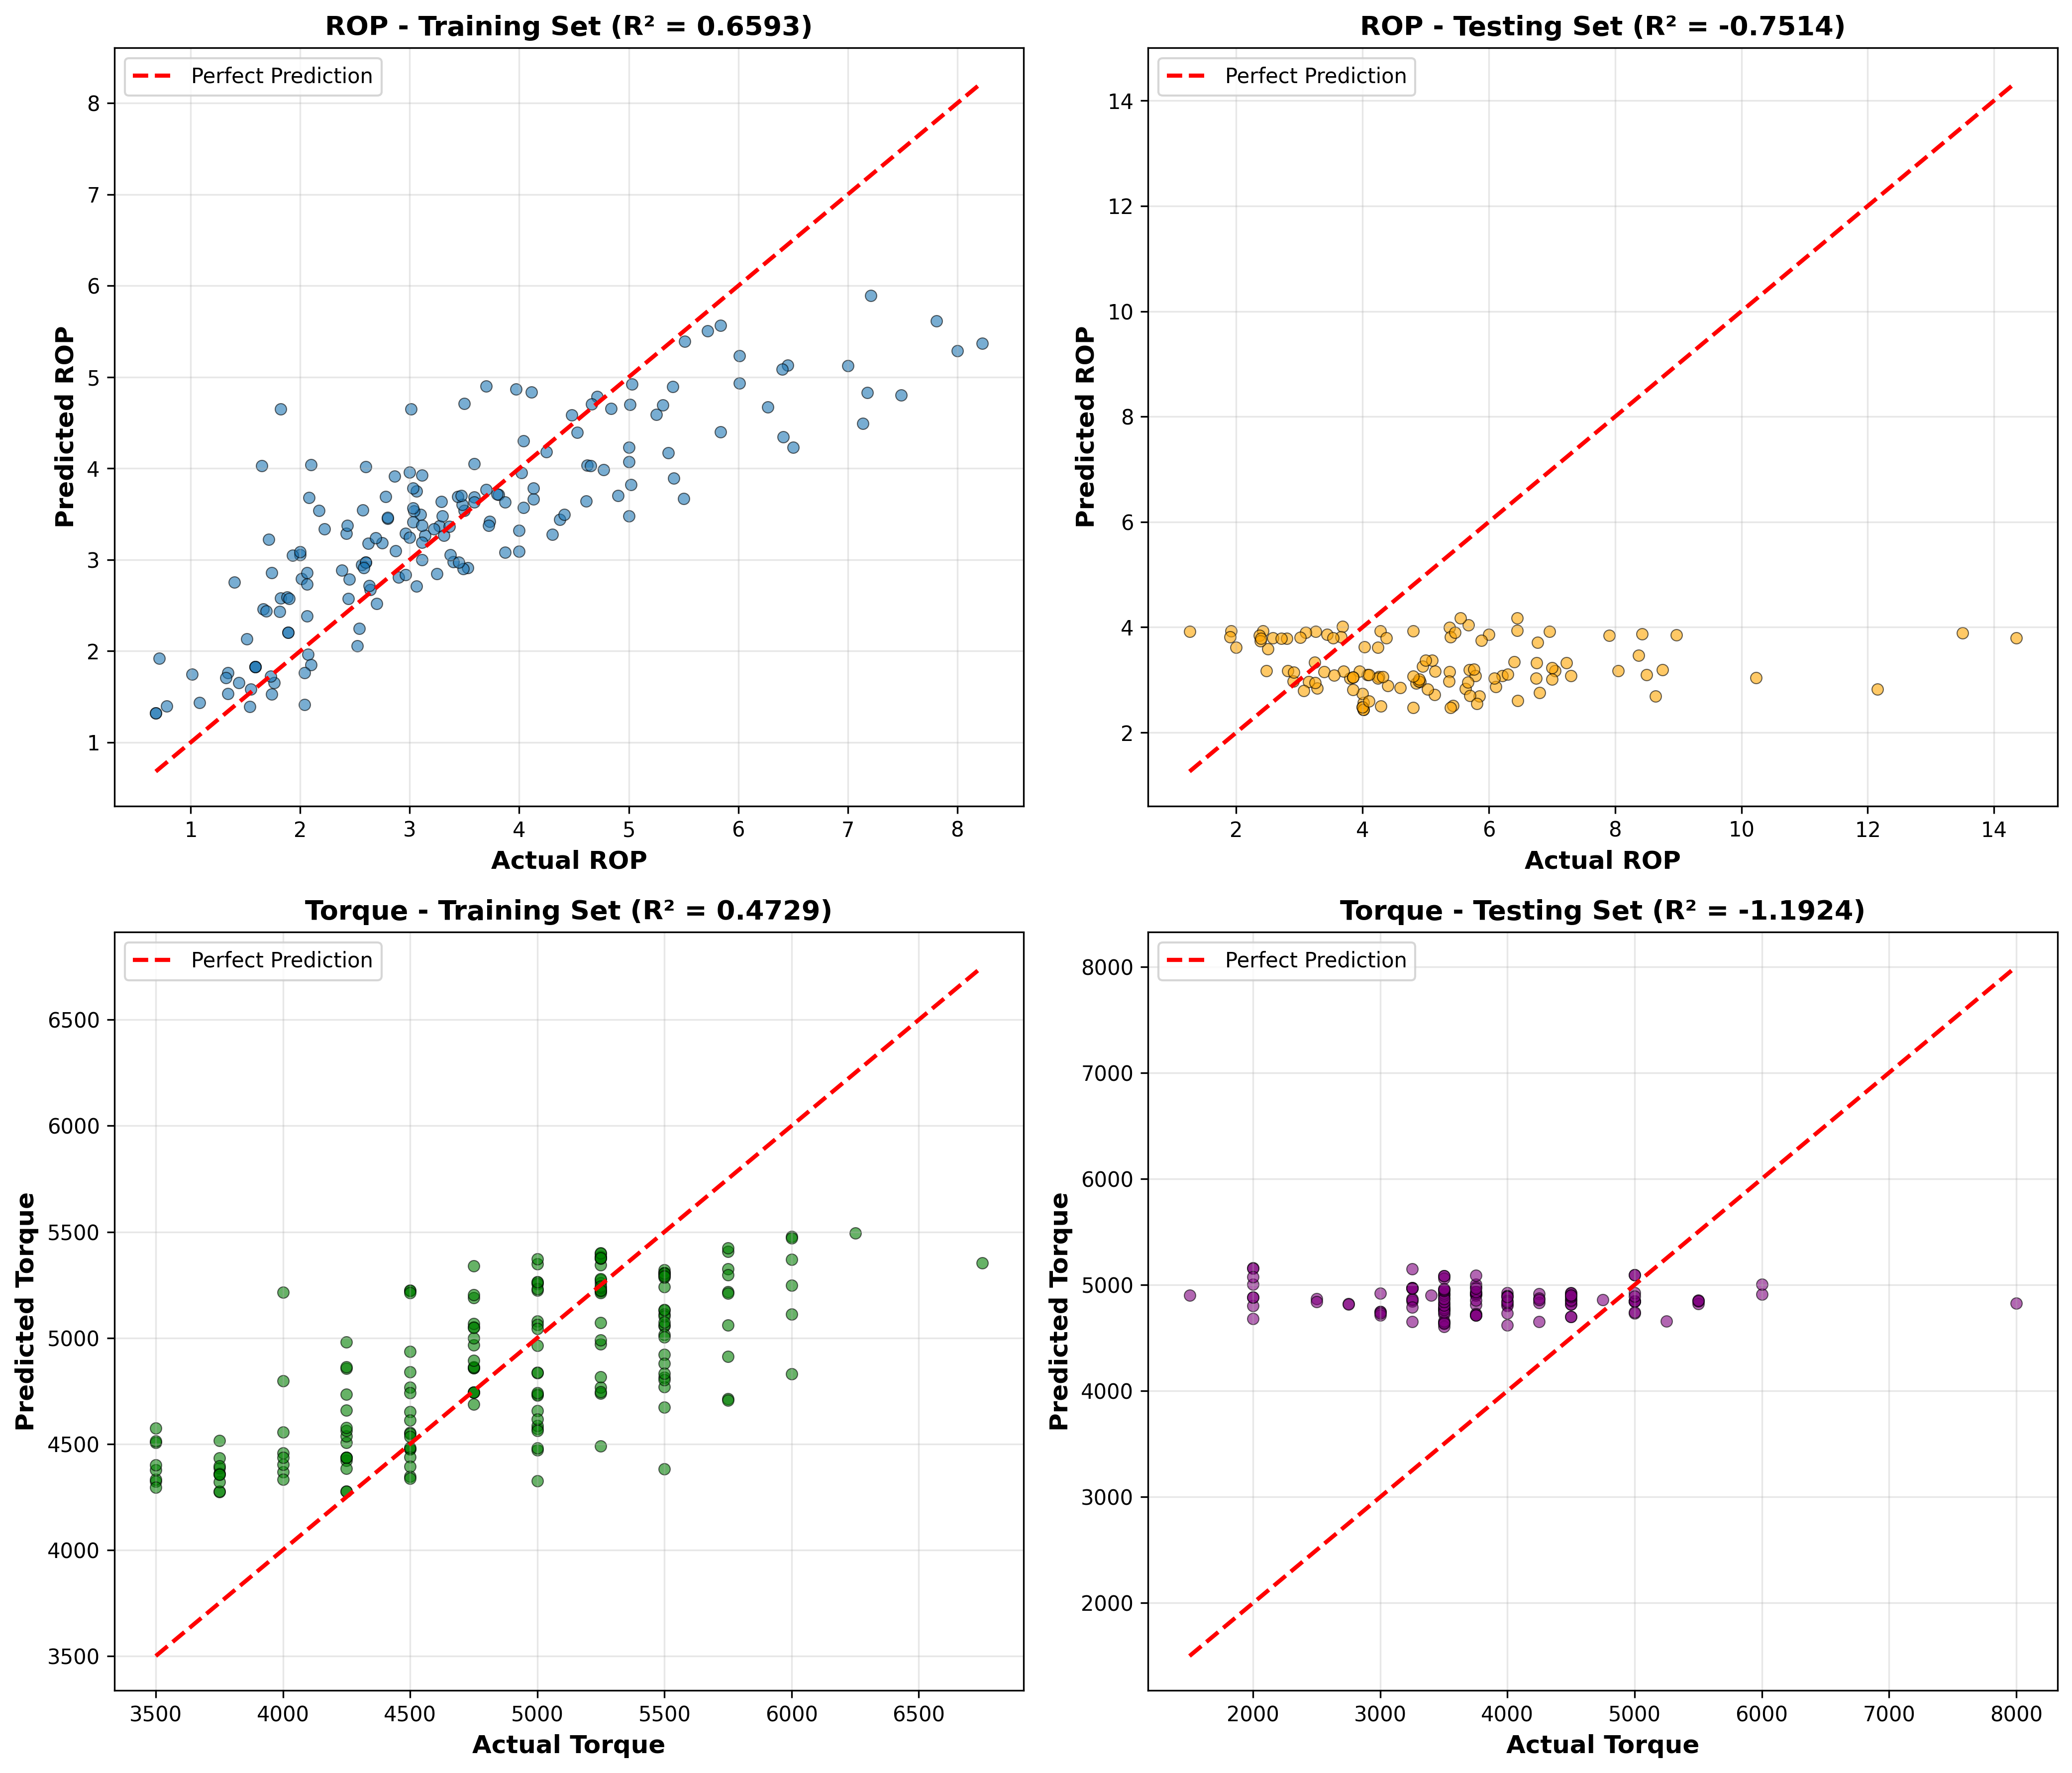 ROP - Training Set (R² = 0.6593)
Perfect Prediction
8
7
6
5
4
3
2
1
Predicted ROP
1 2 3 4 5 6 7 8
Actual ROP
ROP - Testing Set (R² = -0.7514)
Perfect Prediction
14
12
10
8
6
4
2
Predicted ROP
2 4 6 8 10 12 14
Actual ROP
Torque - Training Set (R² = 0.4729)
Perfect Prediction
6500
6000
5500
5000
4500
4000
3500
Predicted Torque
3500 4000 4500 5000 5500 6000 6500
Actual Torque
Torque - Testing Set (R² = -1.1924)
Perfect Prediction
8000
7000
6000
5000
4000
3000
2000
Predicted Torque
2000 3000 4000 5000 6000 7000 8000
Actual Torque